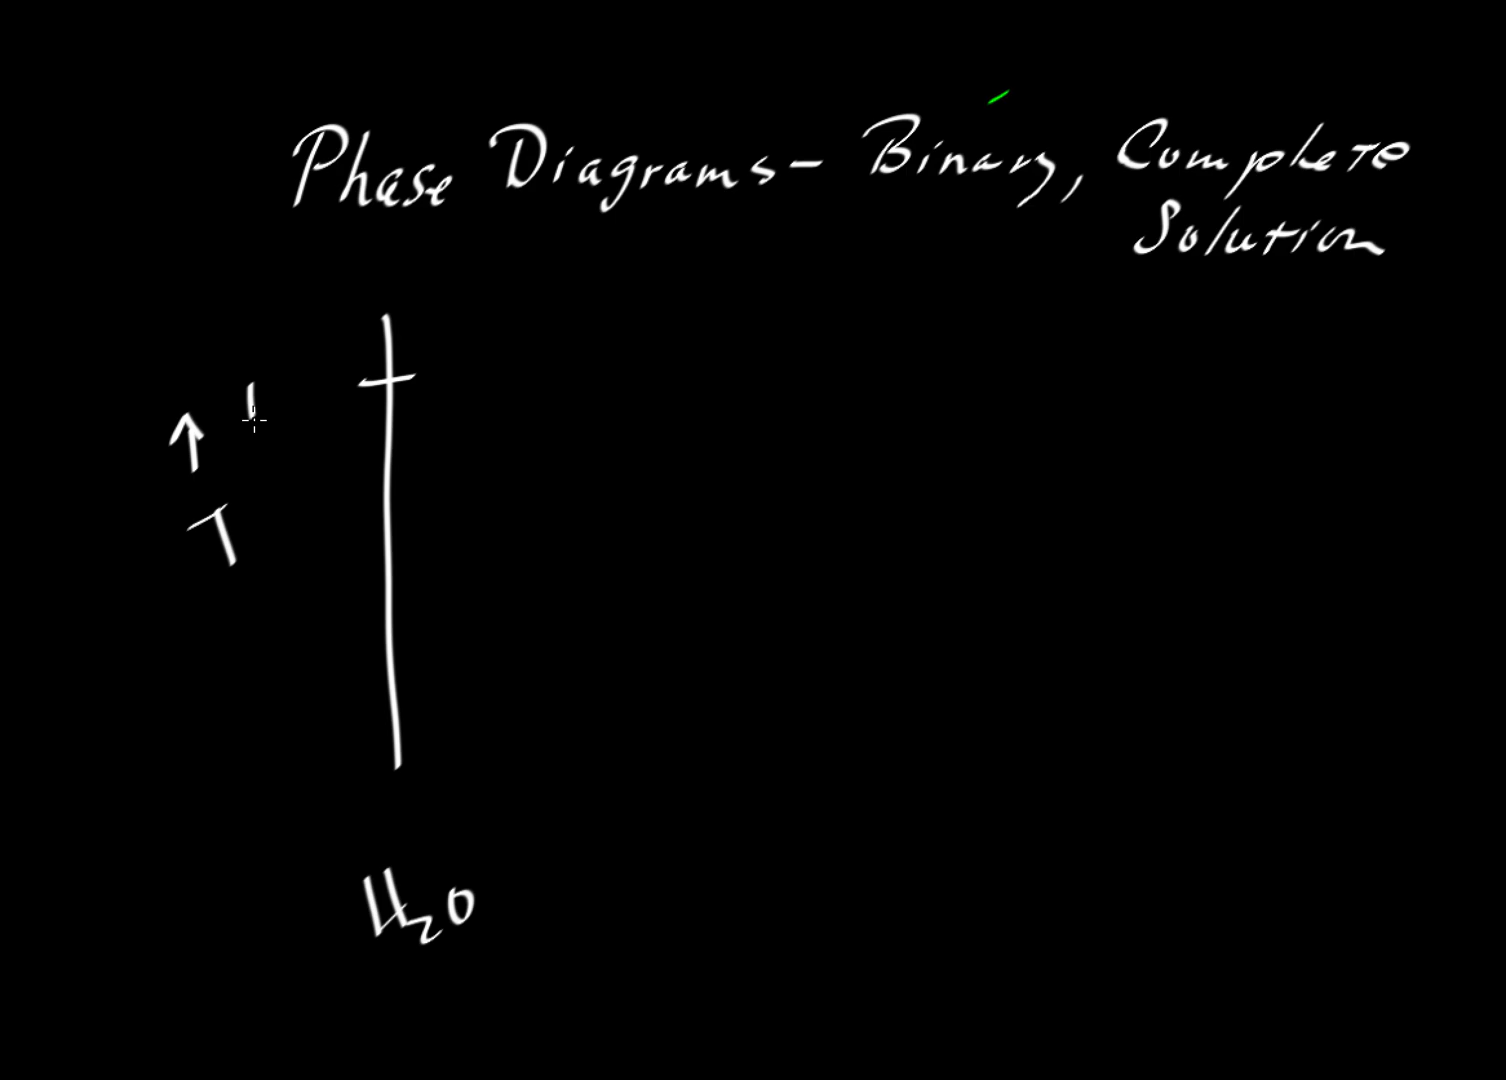 Phase Diagrams - Binary, Complete
Solution
T
H₂O